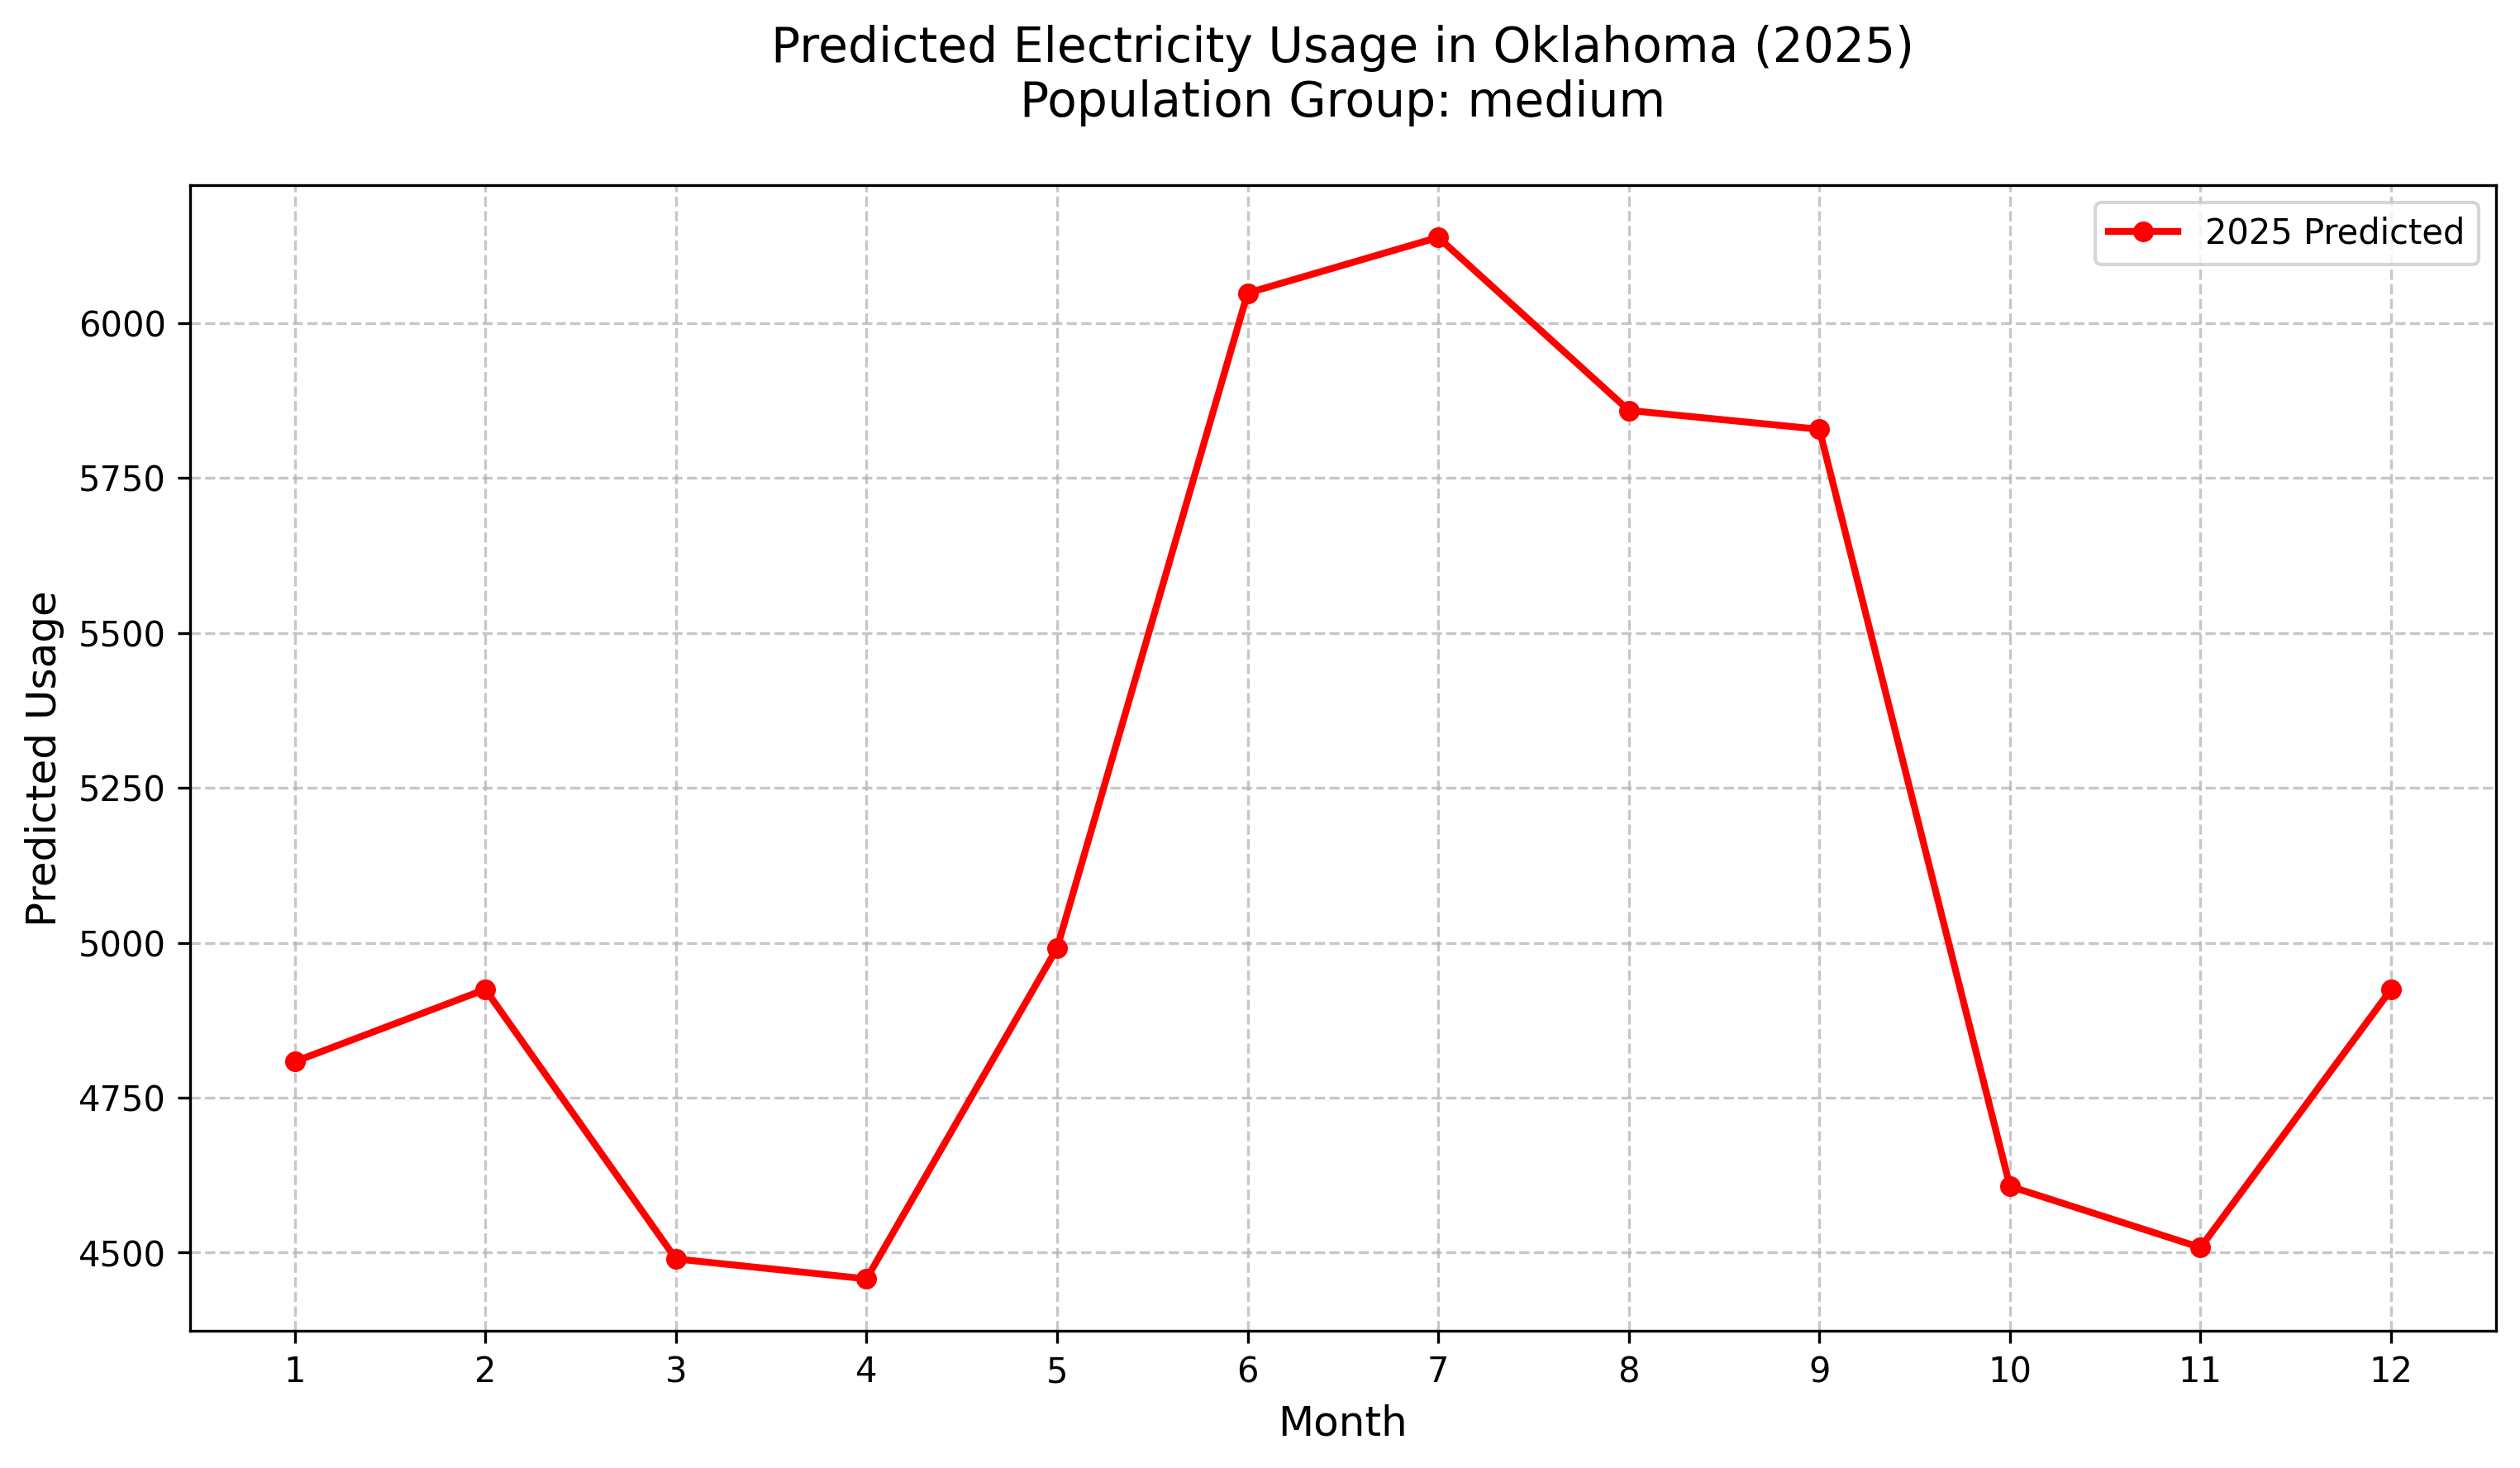 Predicted Electricity Usage in Oklahoma (2025)
Population Group: medium
2025 Predicted
Predicted Usage
6000
5750
5500
5250
5000
4750
4500
1 2 3 4 5 6 7 8 9 10 11 12
Month